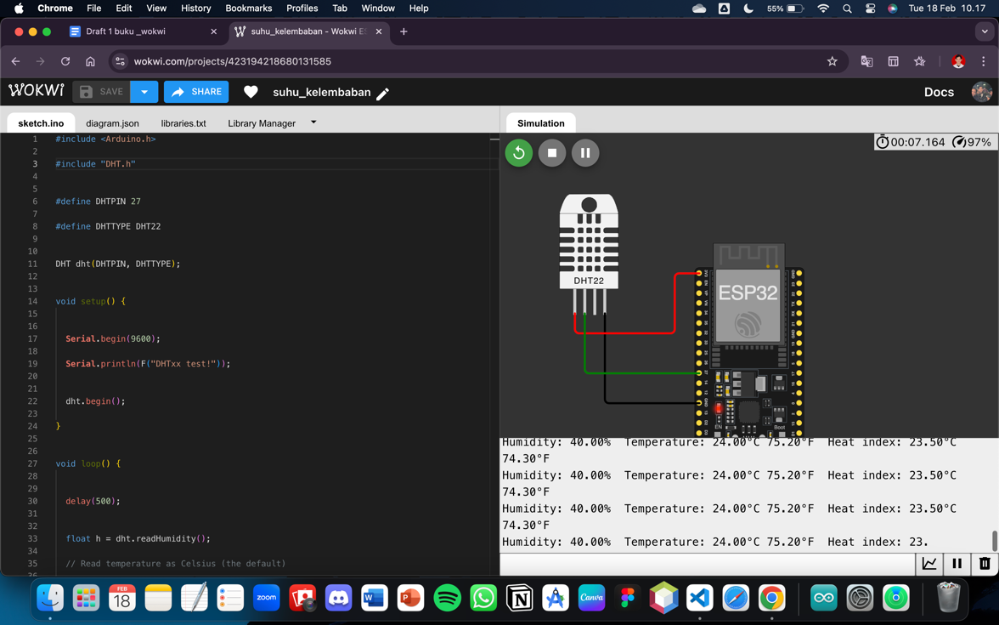 Chrome File Edit View History Bookmarks Profiles Tab Window Help 55% Tue 18 Feb 10.17
Draft 1 buku _wokwi
suhu_kelembaban - Wokwi ES
wokwi.com/projects/423194218680131585
WOKWI SAVE SHARE suhu_kelembaban Docs
sketch.ino diagram.json libraries.txt Library Manager
Simulation
00:07.164 97%
1 #include <Arduino.h>
2
3 #include "DHT.h"
4
5
6 #define DHTPIN 27
7
8 #define DHTTYPE DHT22
9
10
11 DHT dht(DHTPIN, DHTTYPE);
12
13
14 void setup() {
15
16
17 Serial.begin(9600);
18
19 Serial.println(F("DHTxx test!"));
20
21
22 dht.begin();
23
24 }
25
26
27 void loop() {
28
29
30 delay(500);
31
32
33 float h = dht.readHumidity();
34
35 // Read temperature as Celsius (the default)
DHT22
ESP32
EN
Boot
Humidity: 40.00% Temperature: 24.00°C 75.20°F Heat index: 23.50°C
74.30°F
Humidity: 40.00% Temperature: 24.00°C 75.20°F Heat index: 23.50°C
74.30°F
Humidity: 40.00% Temperature: 24.00°C 75.20°F Heat index: 23.50°C
74.30°F
Humidity: 40.00% Temperature: 24.00°C 75.20°F Heat index: 23.
FEB
18
zoom
W
P
N
Canva